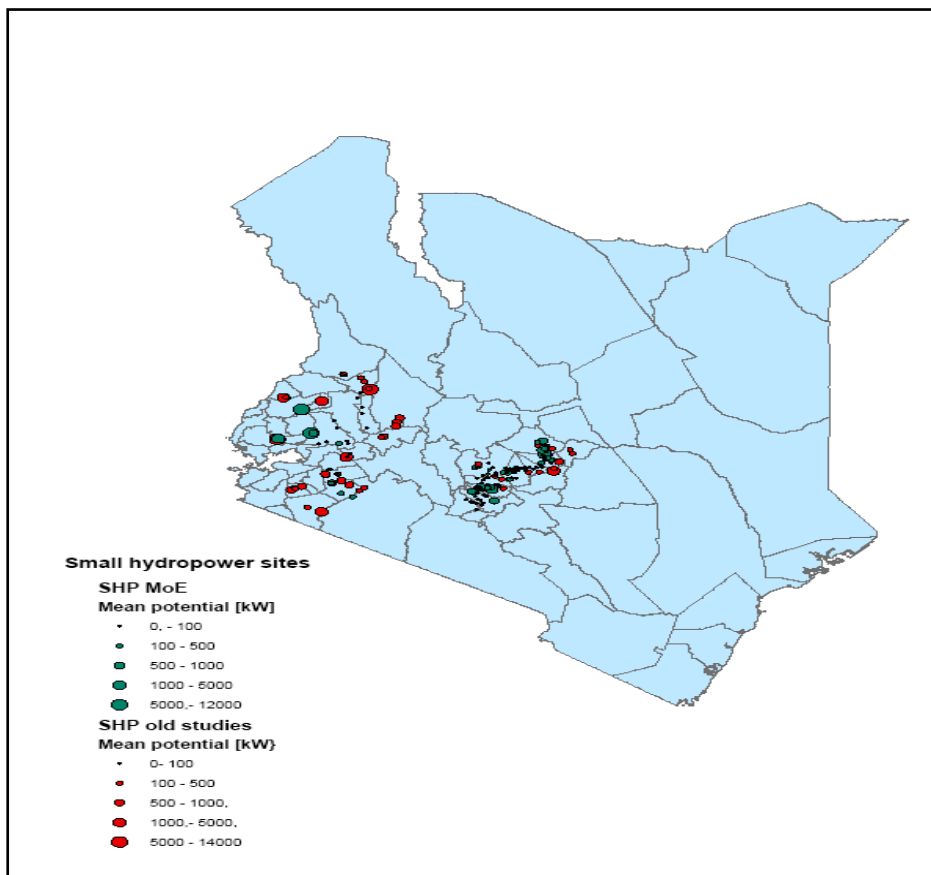 Small hydropower sites
SHP MoE
Mean potential [kW]
0, - 100
100 - 500
500 - 1000
1000 - 5000
5000,- 12000
SHP old studies
Mean potential [kW}
0- 100
100 - 500
500 - 1000,
1000,- 5000,
5000 - 14000